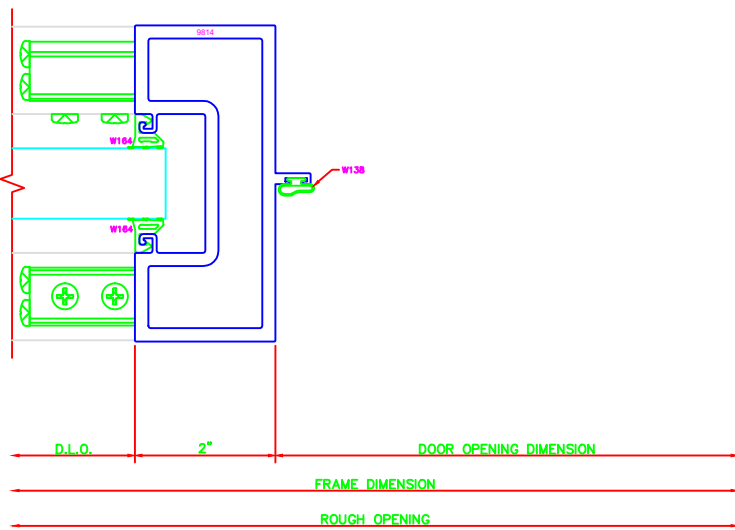 9814
W164
W138
W164
D.L.O.
2"
DOOR OPENING DIMENSION
FRAME DIMENSION
ROUGH OPENING